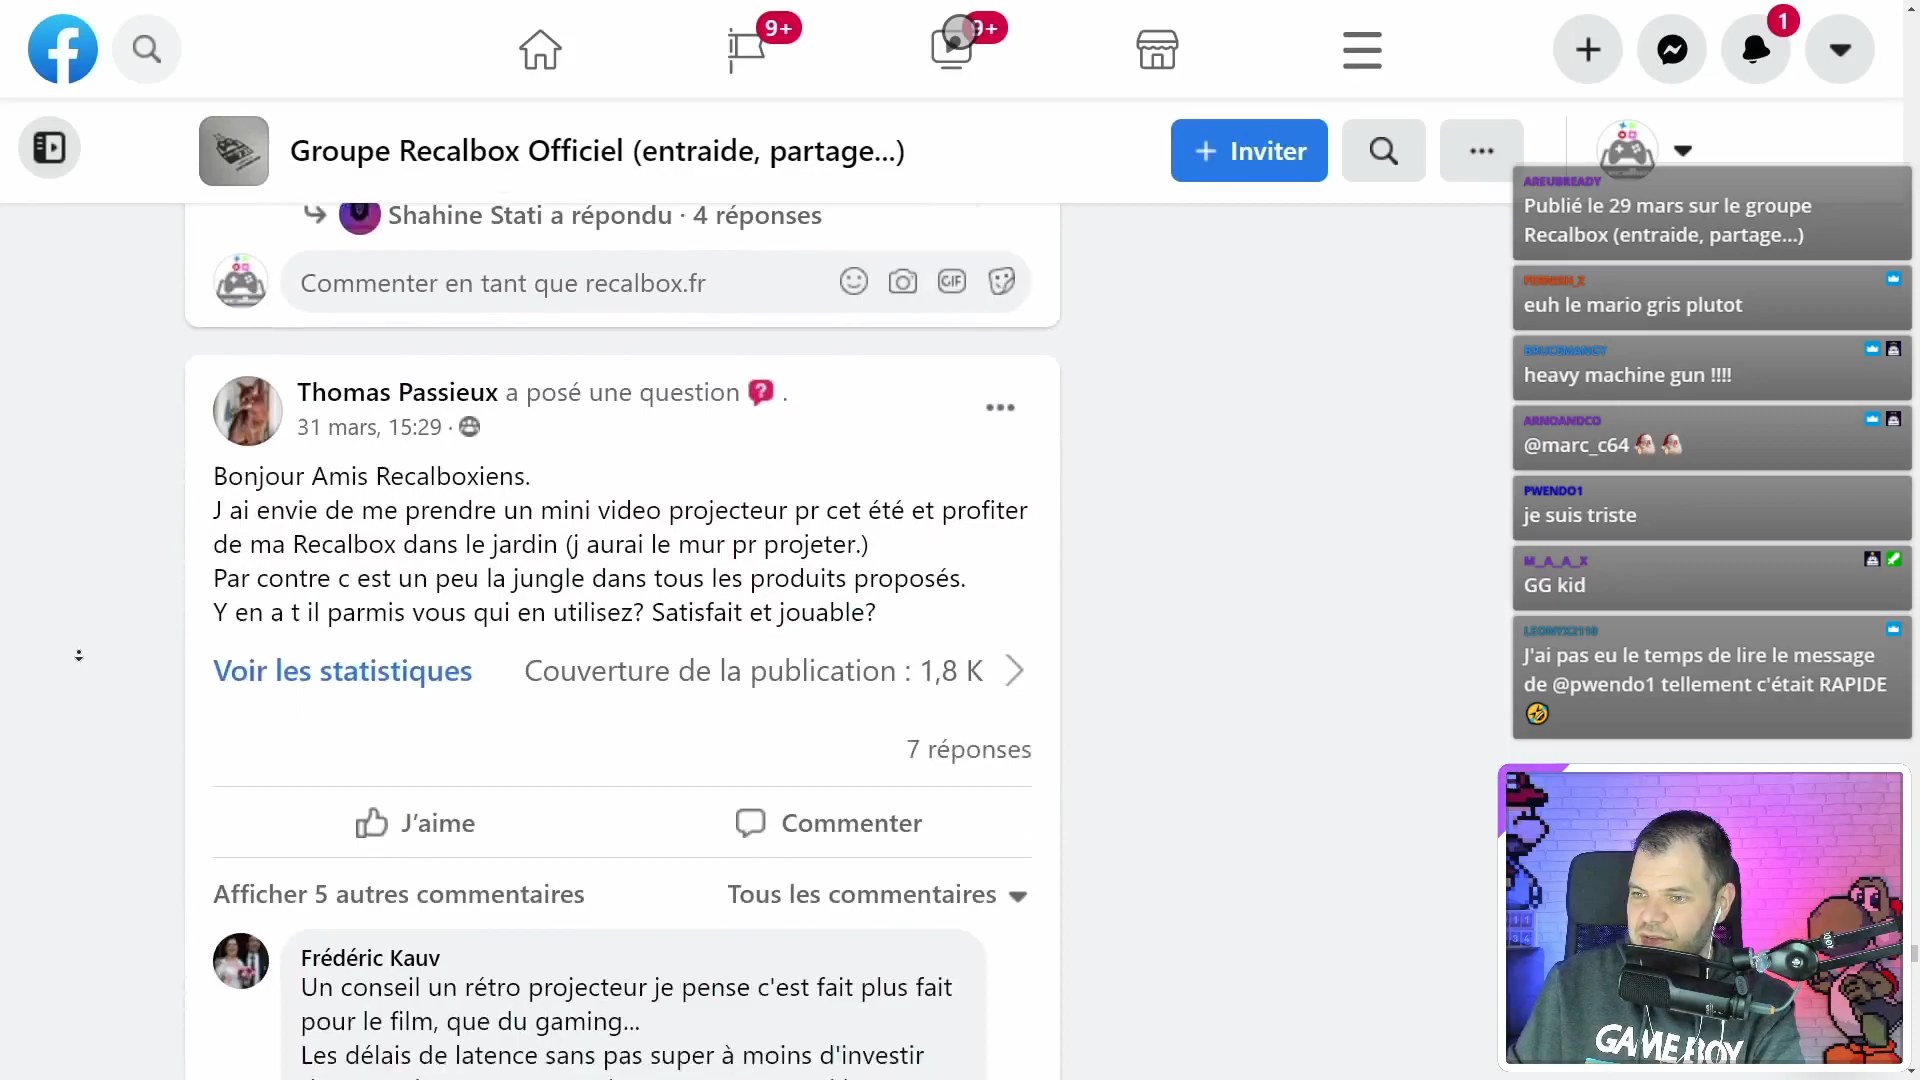 9+
9+
1
Groupe Recalbox Officiel (entraide, partage...)
+ Inviter
Shahine Stati a répondu · 4 réponses
Commenter en tant que recalbox.fr
GIF
Thomas Passieux a posé une question .
31 mars, 15:29 ·
Bonjour Amis Recalboxiens.
J ai envie de me prendre un mini video projecteur pr cet été et profiter
de ma Recalbox dans le jardin (j aurai le mur pr projeter.)
Par contre c est un peu la jungle dans tous les produits proposés.
Y en a t il parmis vous qui en utilisez? Satisfait et jouable?
Voir les statistiques
Couverture de la publication : 1,8 K
7 réponses
J’aime
Commenter
Afficher 5 autres commentaires
Tous les commentaires
Frédéric Kauv
Un conseil un rétro projecteur je pense c'est fait plus fait
pour le film, que du gaming...
Les délais de latence sans pas super à moins d'investir
AREUBREADY
Publié le 29 mars sur le groupe
Recalbox (entraide, partage...)
euh le mario gris plutot
heavy machine gun !!!!
ARNOANDCO
@marc_c64
PWENDO1
je suis triste
M_A_A_X
GG kid
J'ai pas eu le temps de lire le message
de @pwendo1 tellement c'était RAPIDE
GAME BOY